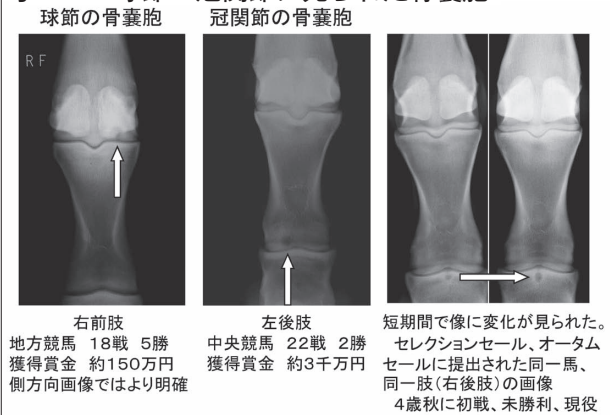 球節の骨嚢胞
冠関節の骨嚢胞
RF
右前肢
地方競馬 18戦 5勝
獲得賞金 約150万円
側方向画像ではより明確
左後肢
中央競馬 22戦 2勝
獲得賞金 約3千万円
短期間で像に変化が見られた。
セレクションセール、オータム
セールに提出された同一馬、
同一肢(右後肢)の画像
4歳秋に初戦、未勝利、現役